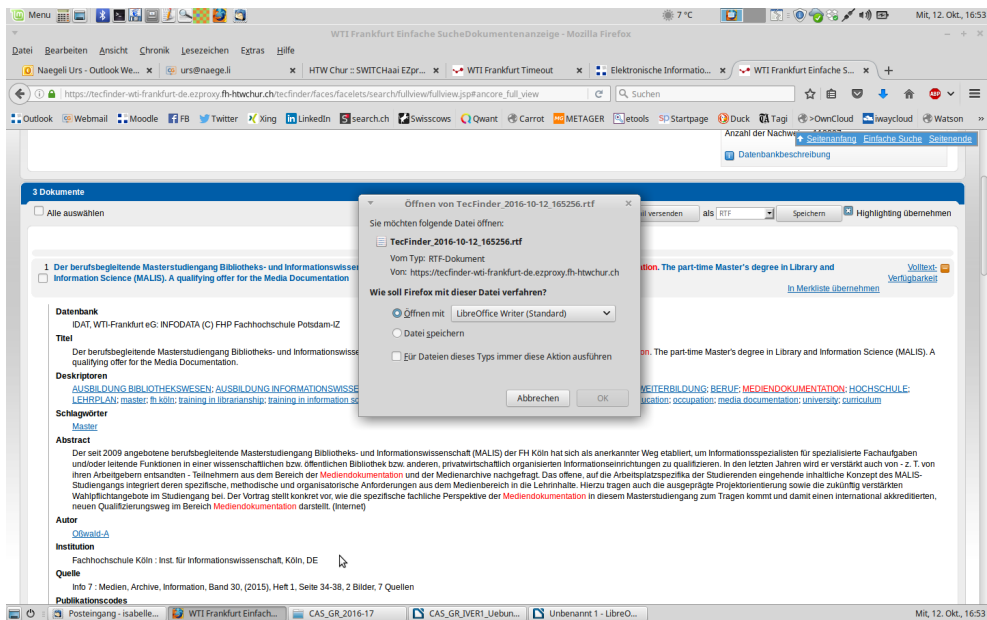 Menu
7 °C
Mit, 12. Okt., 16:53
WTI Frankfurt Einfache SucheDokumentenanzeige - Mozilla Firefox
Datei Bearbeiten Ansicht Chronik Lesezeichen Extras Hilfe
Naegeli Urs - Outlook We... urs@naege.li HTW Chur :: SWITCHaai EZpr... WTI Frankfurt Timeout Elektronische Informatio... WTI Frankfurt Einfache S...
https://tecfinder-wti-frankfurt-de.ezproxy.fh-htwchur.ch/tecfinder/faces/facelets/search/fullview/fullview.jsp#ancore_full_view Suchen
Outlook Webmail Moodle FB Twitter Xing LinkedIn search.ch Swisscows Qwant Carrot METAGER etools Startpage Duck Tagi >OwnCloud iwaycloud Watson »
Anzahl der Nachwei
Seitenanfang Einfache Suche Seitenende
Datenbankbeschreibung
3 Dokumente
Alle auswählen
il versenden als RTF Speichern Highlighting übernehmen
1 Der berufsbegleitende Masterstudiengang Bibliotheks- und Informationswisser
tion. The part-time Master's degree in Library and
Information Science (MALIS). A qualifying offer for the Media Documentation
Volltext-
Verfügbarkeit
In Merkliste übernehmen
Öffnen von TecFinder_2016-10-12_165256.rtf
Sie möchten folgende Datei öffnen:
TecFinder_2016-10-12_165256.rtf
Vom Typ: RTF-Dokument
Von: https://tecfinder-wti-frankfurt-de.ezproxy.fh-htwchur.ch
Wie soll Firefox mit dieser Datei verfahren?
Öffnen mit LibreOffice Writer (Standard)
Datei speichern
Für Dateien dieses Typs immer diese Aktion ausführen
Abbrechen OK
Datenbank
IDAT, WTI-Frankfurt eG: INFODATA (C) FHP Fachhochschule Potsdam-IZ
Titel
Der berufsbegleitende Masterstudiengang Bibliotheks- und Informationswisse
on. The part-time Master's degree in Library and Information Science (MALIS). A
qualifying offer for the Media Documentation.
Deskriptoren
AUSBILDUNG BIBLIOTHEKSWESEN; AUSBILDUNG INFORMATIONSWISSE
WEITERBILDUNG; BERUF; MEDIENDOKUMENTATION; HOCHSCHULE;
LEHRPLAN; master; fh köln; training in librarianship; training in information sc
ucation; occupation; media documentation; university; curriculum
Schlagwörter
Master
Abstract
Der seit 2009 angebotene berufsbegleitende Masterstudiengang Bibliotheks- und Informationswissenschaft (MALIS) der FH Köln hat sich als anerkannter Weg etabliert, um Informationsspezialisten für spezialisierte Fachaufgaben
und/oder leitende Funktionen in einer wissenschaftlichen bzw. öffentlichen Bibliothek bzw. anderen, privatwirtschaftlich organisierten Informationseinrichtungen zu qualifizieren. In den letzten Jahren wird er verstärkt auch von - z. T. von
ihren Arbeitgebern entsandten - Teilnehmern aus dem Bereich der Mediendokumentation und der Medienarchive nachgefragt. Das offene, auf die Arbeitsplatzspezifika der Studierenden eingehende inhaltliche Konzept des MALIS-
Studiengangs integriert deren spezifische, methodische und organisatorische Anforderungen aus dem Medienbereich in die Lehrinhalte. Hierzu tragen auch die ausgeprägte Projektorientierung sowie die zukünftig verstärkten
Wahlpflichtangebote im Studiengang bei. Der Vortrag stellt konkret vor, wie die spezifische fachliche Perspektive der Mediendokumentation in diesem Masterstudiengang zum Tragen kommt und damit einen international akkreditierten,
neuen Qualifizierungsweg im Bereich Mediendokumentation darstellt. (Internet)
Autor
Oßwald-A
Institution
Fachhochschule Köln : Inst. für Informationswissenschaft, Köln, DE
Quelle
Info 7 : Medien, Archive, Information, Band 30, (2015), Heft 1, Seite 34-38, 2 Bilder, 7 Quellen
Publikationscodes
Posteingang - isabelle... WTI Frankfurt Einfach... CAS_GR_2016-17 CAS_GR_IVER1_Uebun... Unbenannt 1 - LibreO... Mit, 12. Okt., 16:53